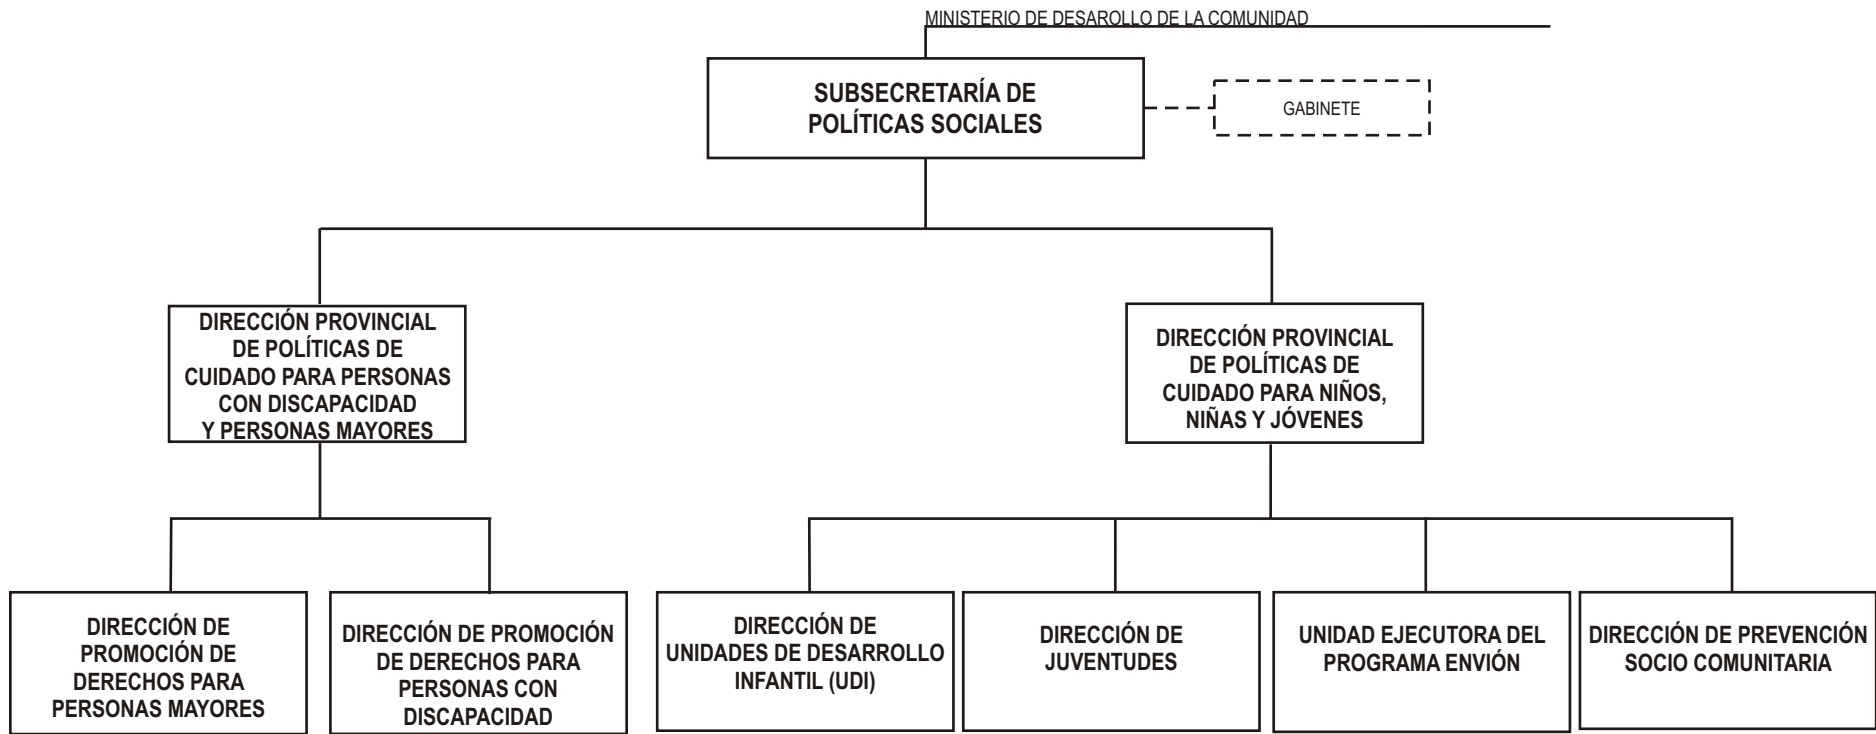 MINISTERIO DE DESAROLLO DE LA COMUNIDAD
SUBSECRETARÍA DE
POLÍTICAS SOCIALES
GABINETE
DIRECCIÓN PROVINCIAL
DE POLÍTICAS DE
CUIDADO PARA PERSONAS
CON DISCAPACIDAD
Y PERSONAS MAYORES
DIRECCIÓN PROVINCIAL
DE POLÍTICAS DE
CUIDADO PARA NIÑOS,
NIÑAS Y JÓVENES
DIRECCIÓN DE
PROMOCIÓN DE
DERECHOS PARA
PERSONAS MAYORES
DIRECCIÓN DE PROMOCIÓN
DE DERECHOS PARA
PERSONAS CON
DISCAPACIDAD
DIRECCIÓN DE
UNIDADES DE DESARROLLO
INFANTIL (UDI)
DIRECCIÓN DE
JUVENTUDES
UNIDAD EJECUTORA DEL
PROGRAMA ENVIÓN
DIRECCIÓN DE PREVENCIÓN
SOCIO COMUNITARIA